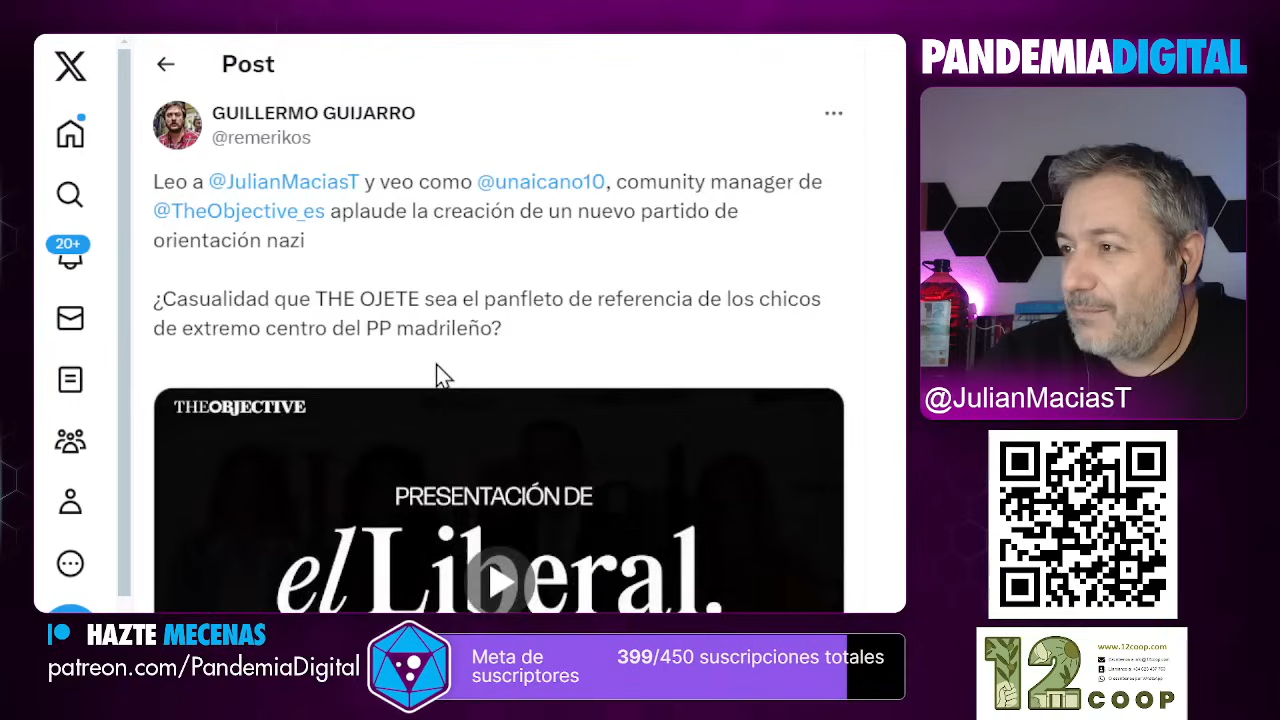 Post
GUILLERMO GUIJARRO
@remerikos
Leo a @JulianMaciasT y veo como @unaicano10, comunity manager de
@TheObjective_es aplaude la creación de un nuevo partido de
orientación nazi
¿Casualidad que THE OJETE sea el panfleto de referencia de los chicos
de extremo centro del PP madrileño?
20+
THEOBJECTIVE
PRESENTACIÓN DE
el Liberal.
PANDEMIADIGITAL
@JulianMaciasT
HAZTE MECENAS
patreon.com/PandemiaDigital
Meta de
suscriptores
399/450 suscripciones totales
12
COOP
www.12coop.com